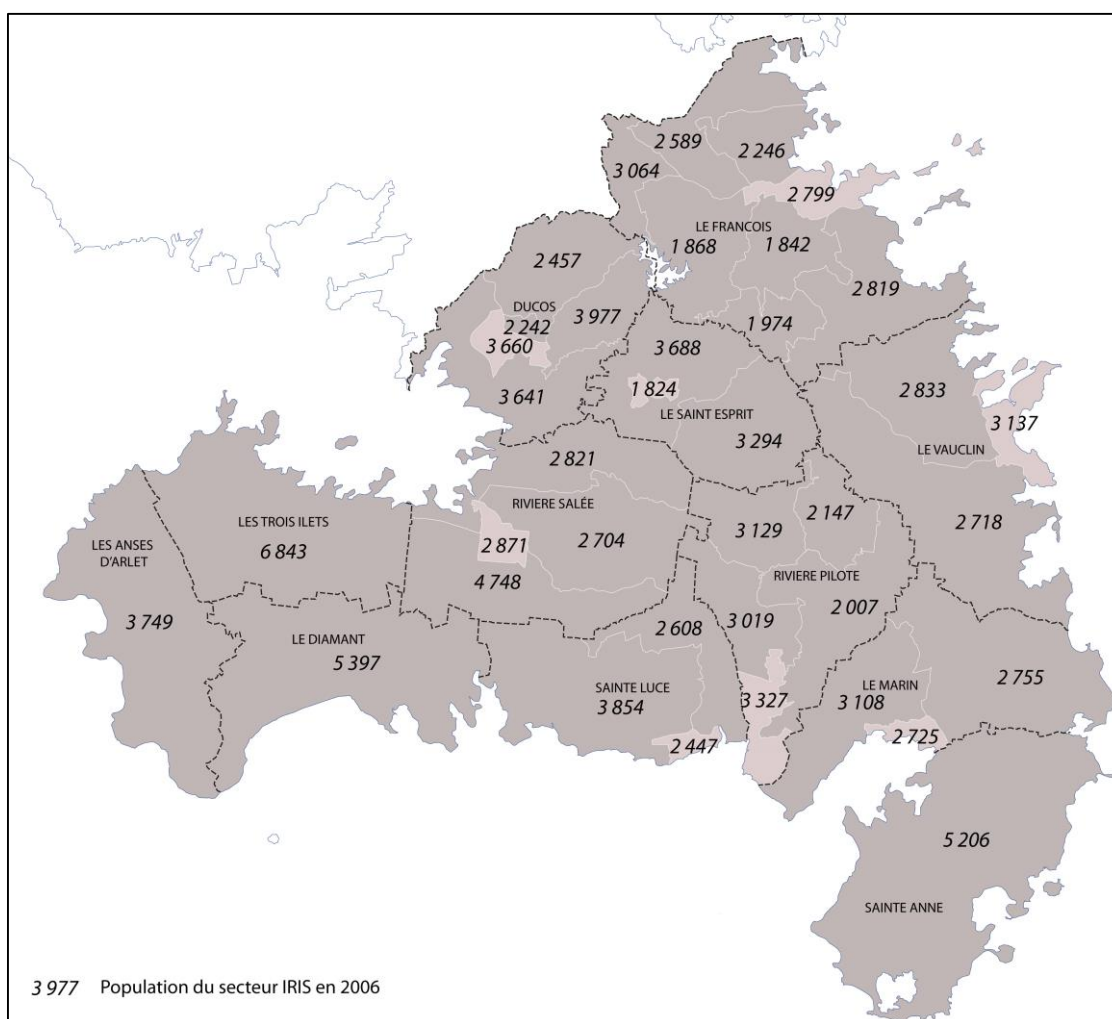 2 589
2 246
3 064
2 799
LE FRANCOIS
1 868
1 842
2 457
2 819
DUCOS
3 977
2 242
1 974
3 660
3 688
3 641
1 824
2 833
LE SAINT ESPRIT
3 137
3 294
LE VAUCLIN
2 821
RIVIERE SALÉE
2 147
LES TROIS ILETS
3 129
2 718
2 871
2 704
LES ANSES
D'ARLET
6 843
4 748
RIVIERE PILOTE
2 007
3 749
3 019
2 608
LE DIAMANT
5 397
2 755
SAINTE LUCE
LE MARIN
3 854
3 327
3 108
2 447
2 725
5 206
SAINTE ANNE
3 977 Population du secteur IRIS en 2006